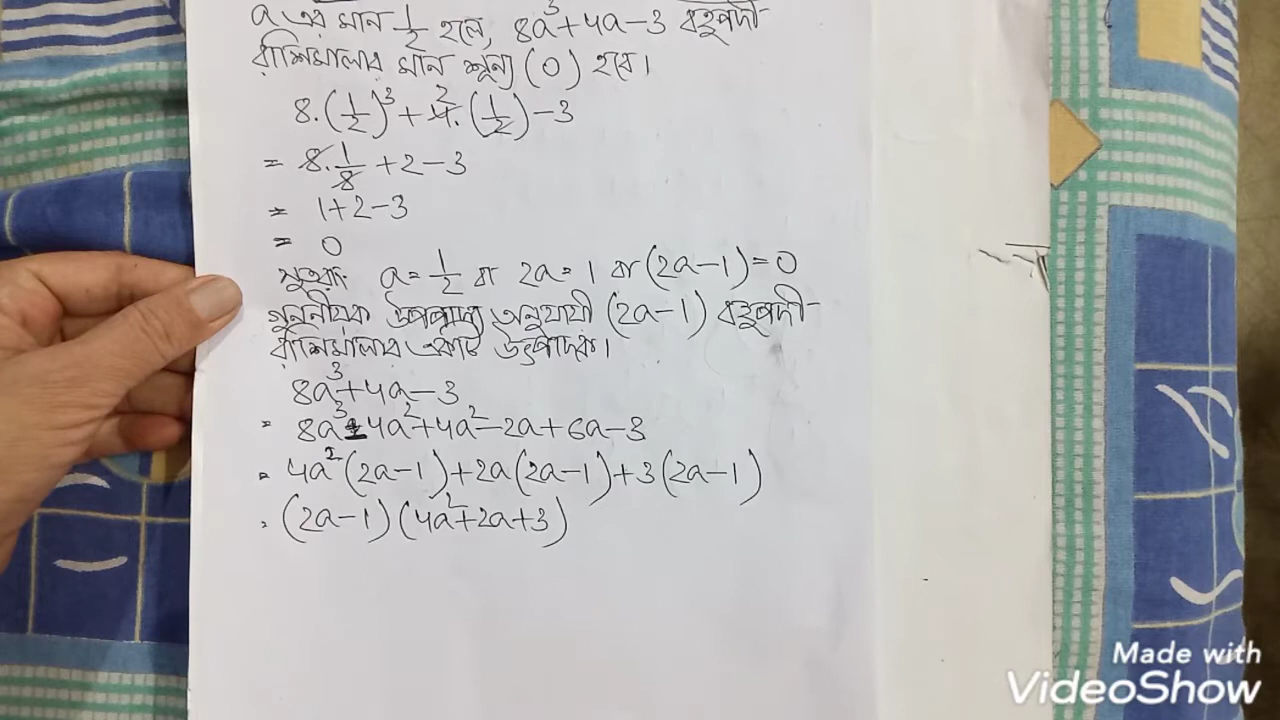 a এর মান 1/2 হলে, 8a³+4a-3 বহুপদী
রাশিমালার মান শূন্য (0) হবে।
8.(1/2)³+4.²(1/2)-3
= 8.1/8+2-3
= 1+2-3
= 0
সুতরাং a=1/2 বা 2a=1 বা (2a-1)=0
গুননীয়ক উপপাদ্য অনুযায়ী (2a-1) বহুপদী
রাশিমালার একটি উৎপাদক।
8a³+4a-3
= 8a³-4a²+4a²-2a+6a-3
= 4a²(2a-1)+2a(2a-1)+3(2a-1)
= (2a-1)(4a²+2a+3)
Made with
VideoShow